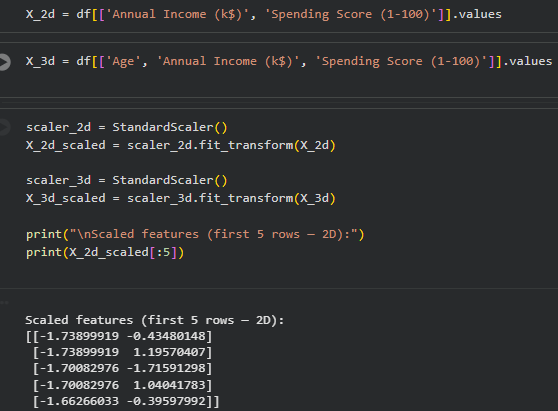 X_2d = df[['Annual Income (k$)', 'Spending Score (1-100)']].values
X_3d = df[['Age', 'Annual Income (k$)', 'Spending Score (1-100)']].values
scaler_2d = StandardScaler()
X_2d_scaled = scaler_2d.fit_transform(X_2d)
scaler_3d = StandardScaler()
X_3d_scaled = scaler_3d.fit_transform(X_3d)
print("\nScaled features (first 5 rows — 2D):")
print(X_2d_scaled[:5])
Scaled features (first 5 rows — 2D):
[[-1.73899919 -0.43480148]
[-1.73899919  1.19570407]
[-1.70082976 -1.71591298]
[-1.70082976  1.04041783]
[-1.66266033 -0.39597992]]